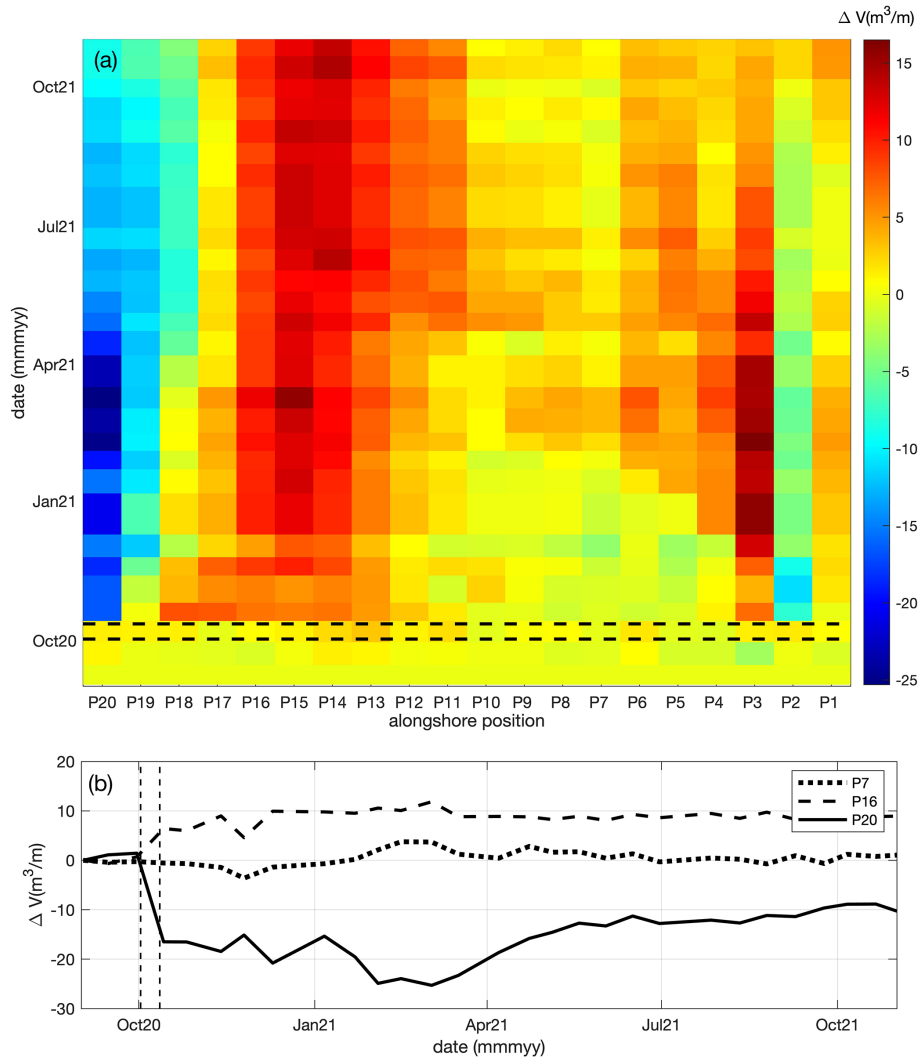 Δ V(m³/m)
(a)
Oct21
Jul21
Apr21
Jan21
Oct20
date (mmmyy)
15
10
5
0
-5
-10
-15
-20
-25
P20 P19 P18 P17 P16 P15 P14 P13 P12 P11 P10 P9 P8 P7 P6 P5 P4 P3 P2 P1
alongshore position
(b)
20
10
0
-10
-20
-30
Δ V(m³/m)
P7
P16
P20
Oct20 Jan21 Apr21 Jul21 Oct21
date (mmmyy)